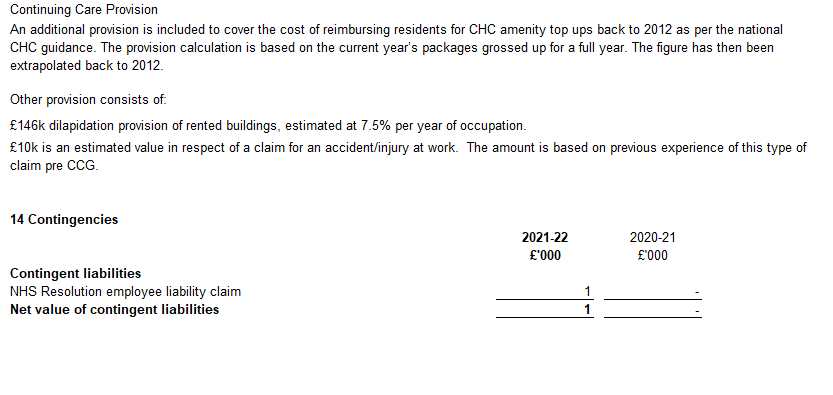 Continuing Care Provision
An additional provision is included to cover the cost of reimbursing residents for CHC amenity top ups back to 2012 as per the national
CHC guidance. The provision calculation is based on the current year's packages grossed up for a full year. The figure has then been
extrapolated back to 2012.
Other provision consists of:
£146k dilapidation provision of rented buildings, estimated at 7.5% per year of occupation.
£10k is an estimated value in respect of a claim for an accident/injury at work. The amount is based on previous experience of this type of
claim pre CCG.
14 Contingencies
2021-22 2020-21
£'000 £'000
Contingent liabilities
NHS Resolution employee liability claim 1 -
Net value of contingent liabilities 1 -